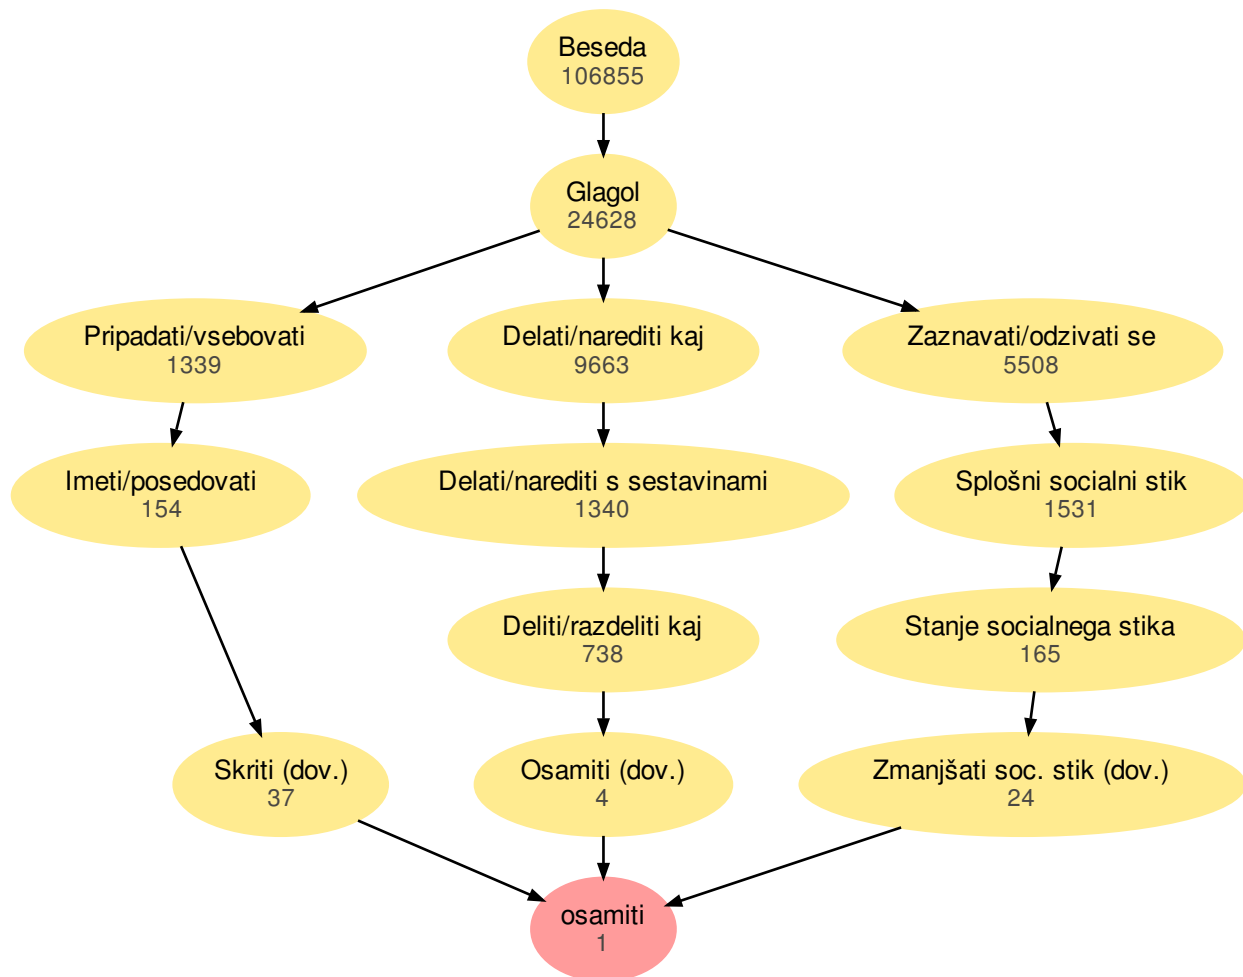 Beseda
106855
Glagol
24628
Pripadati/vsebovati
1339
Delati/narediti kaj
9663
Zaznavati/odzivati se
5508
Imeti/posedovati
154
Delati/narediti s sestavinami
1340
Splošni socialni stik
1531
Deliti/razdeliti kaj
738
Stanje socialnega stika
165
Skriti (dov.)
37
Osamiti (dov.)
4
Zmanjšati soc. stik (dov.)
24
osamiti
1